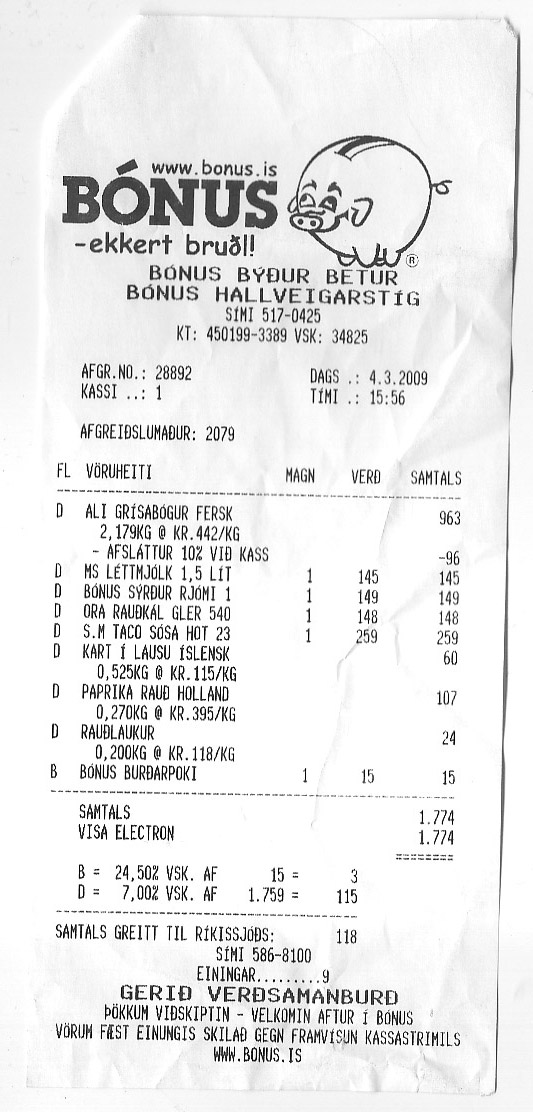 www.bonus.is
BÓNUS
-ekkert bruðl!
®
BÓNUS BÝÐUR BETUR
BÓNUS HALLVEIGARSTÍG
SÍMI 517-0425
KT: 450199-3389 VSK: 34825
AFGR.NO.: 28892 DAGS .: 4.3.2009
KASSI ..: 1 TÍMI .: 15:56
AFGREIÐSLUMAÐUR: 2079
FL VÖRUHEITI MAGN VERÐ SAMTALS
D ALI GRÍSABÓGUR FERSK 963
2,179KG @ KR.442/KG
- AFSLÁTTUR 10% VIÐ KASS -96
D MS LÉTTMJÓLK 1,5 LÍT 1 145 145
D BÓNUS SÝRÐUR RJÓMI 1 1 149 149
D ORA RAUÐKÁL GLER 540 1 148 148
D S.M TACO SÓSA HOT 23 1 259 259
D KART Í LAUSU ÍSLENSK 60
0,525KG @ KR.115/KG
D PAPRIKA RAUÐ HOLLAND 107
0,270KG @ KR.395/KG
D RAUÐLAUKUR 24
0,200KG @ KR.118/KG
B BÓNUS BURÐARPOKI 1 15 15
SAMTALS 1.774
VISA ELECTRON 1.774
========
B = 24,50% VSK. AF 15 = 3
D = 7,00% VSK. AF 1.759 = 115
SAMTALS GREITT TIL RÍKISSJÓÐS: 118
SÍMI 586-8100
EININGAR.........9
GERIÐ VERÐSAMANBURÐ
ÞÖKKUM VIÐSKIPTIN - VELKOMIN AFTUR Í BÓNUS
VÖRUM FÆST EINUNGIS SKILAÐ GEGN FRAMVÍSUN KASSASTRIMILS
WWW.BONUS.IS